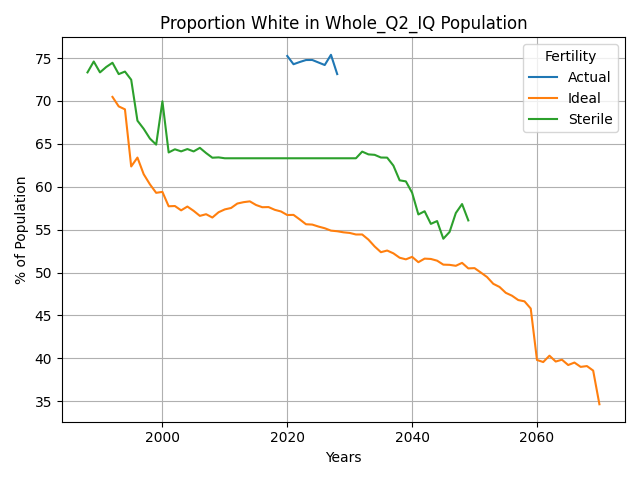 Proportion White in Whole_Q2_IQ Population
Fertility
Actual
Ideal
Sterile
% of Population
75
70
65
60
55
50
45
40
35
2000
2020
2040
2060
Years